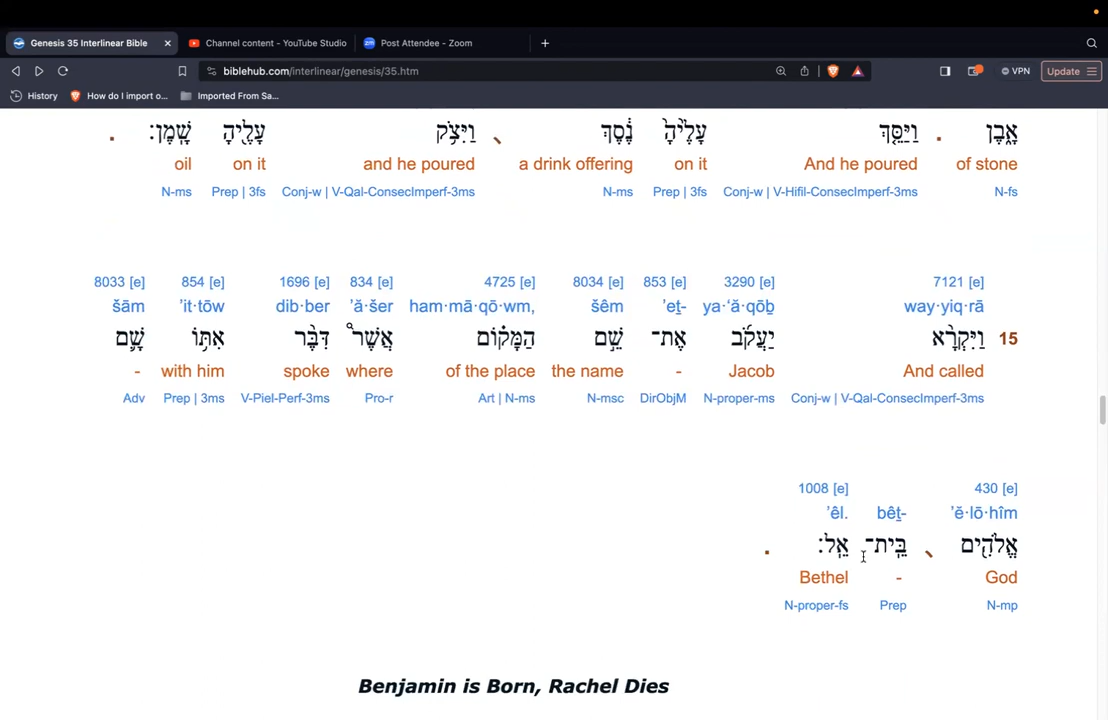 Genesis 35 Interlinear Bible
Channel content - YouTube Studio
Post Attendee - Zoom
biblehub.com/interlinear/genesis/35.htm
VPN
Update
History
How do I import o...
Imported From Sa...
אָ֑בֶן . וַיַּסֵּ֤ךְ עָלֶ֙יהָ֙ נֶ֔סֶךְ 、 וַיִּצֹ֥ק עָלֶ֖יהָ שָֽׁמֶן׃ .
oil on it and he poured a drink offering on it And he poured of stone
N-ms Prep | 3fs Conj-w | V-Qal-ConsecImperf-3ms N-ms Prep | 3fs Conj-w | V-Hifil-ConsecImperf-3ms N-fs
8033 [e] 854 [e] 1696 [e] 834 [e] 4725 [e] 8034 [e] 853 [e] 3290 [e] 7121 [e]
šām ’it·tōw dib·ber ’ă·šer ham·mā·qō·wm, šêm ’eṯ- ya·‘ă·qōḇ way·yiq·rā
15 וַיִּקְרָ֨א יַעֲקֹ֜ב אֶת־ שֵׁ֣ם הַמָּק֗וֹם אֲשֶׁר֩ דִּבֶּ֨ר אִתּ֥וֹ שָׁ֛ם
- with him spoke where of the place the name - Jacob And called
Adv Prep | 3ms V-Piel-Perf-3ms Pro-r Art | N-ms N-msc DirObjM N-proper-ms Conj-w | V-Qal-ConsecImperf-3ms
1008 [e] 430 [e]
’êl. bêṯ- ’ĕ·lō·hîm
אֱלֹהִ֖ים 、 בֵּֽית־ אֵֽל׃ .
Bethel - God
N-proper-fs Prep N-mp
Benjamin is Born, Rachel Dies